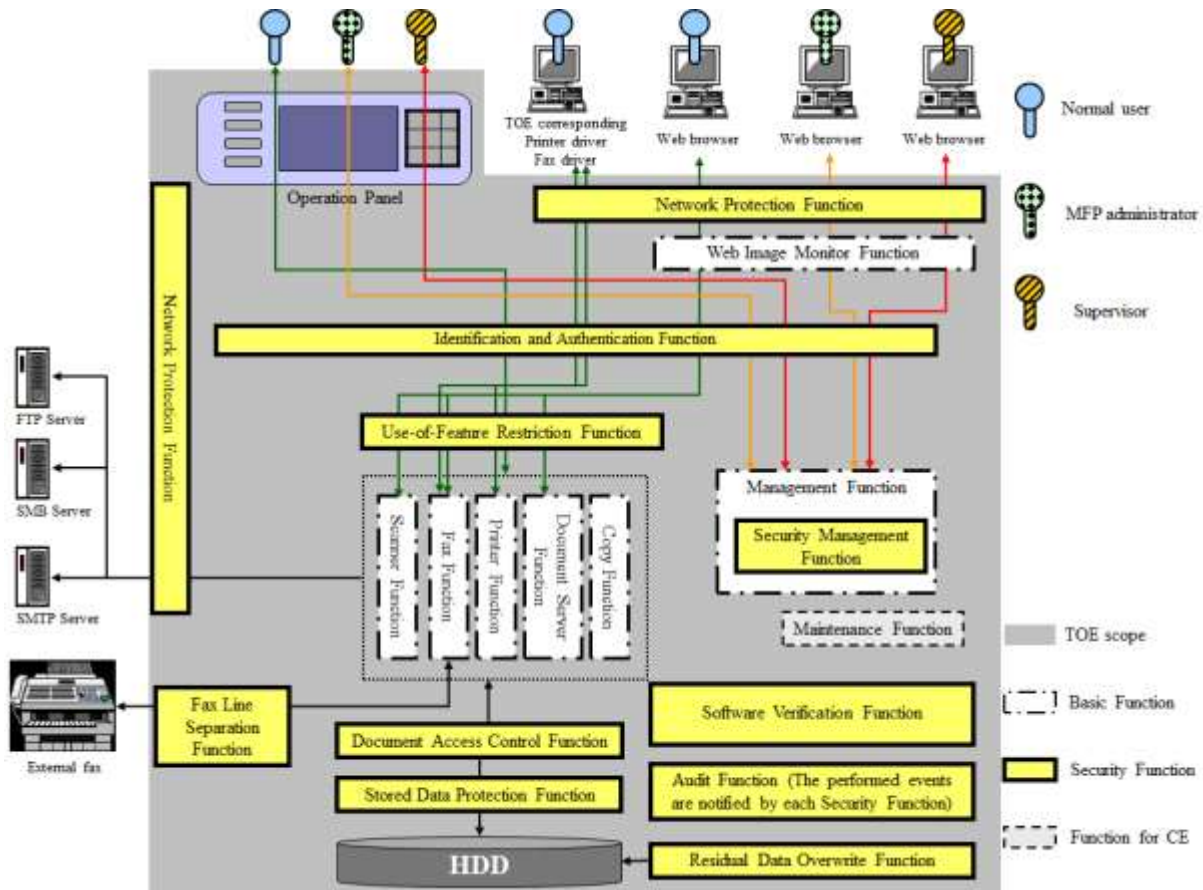 Operation Panel
TOE corresponding
Printer driver
Fax driver
Web browser
Web browser
Web browser
Normal user
MFP administrator
Supervisor
Network Protection Function
Web Image Monitor Function
Identification and Authentication Function
Network Protection Function
FTP Server
SMB Server
SMTP Server
Use-of-Feature Restriction Function
Scanner Function
Fax Function
Printer Function
Document Server
Function
Copy Function
Management Function
Security Management
Function
Maintenance Function
TOE scope
Basic Function
Security Function
Function for CE
External fax
Fax Line
Separation
Function
Document Access Control Function
Stored Data Protection Function
HDD
Software Verification Function
Audit Function (The performed events
are notified by each Security Function)
Residual Data Overwrite Function